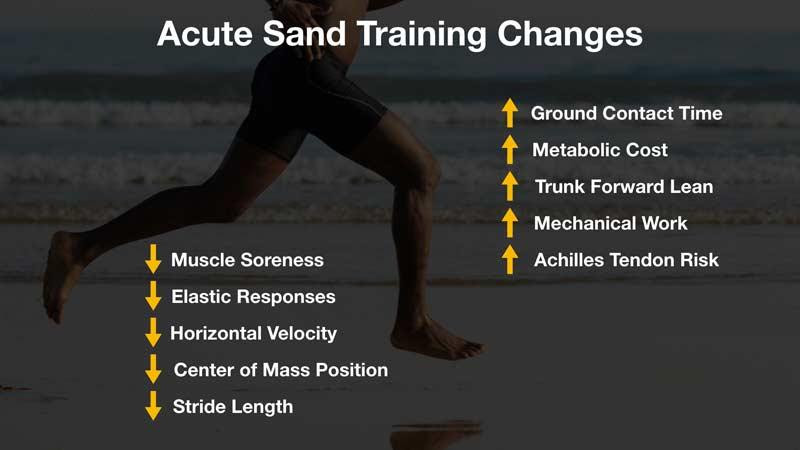 Acute Sand Training Changes
Ground Contact Time
Metabolic Cost
Trunk Forward Lean
Mechanical Work
Achilles Tendon Risk
Muscle Soreness
Elastic Responses
Horizontal Velocity
Center of Mass Position
Stride Length